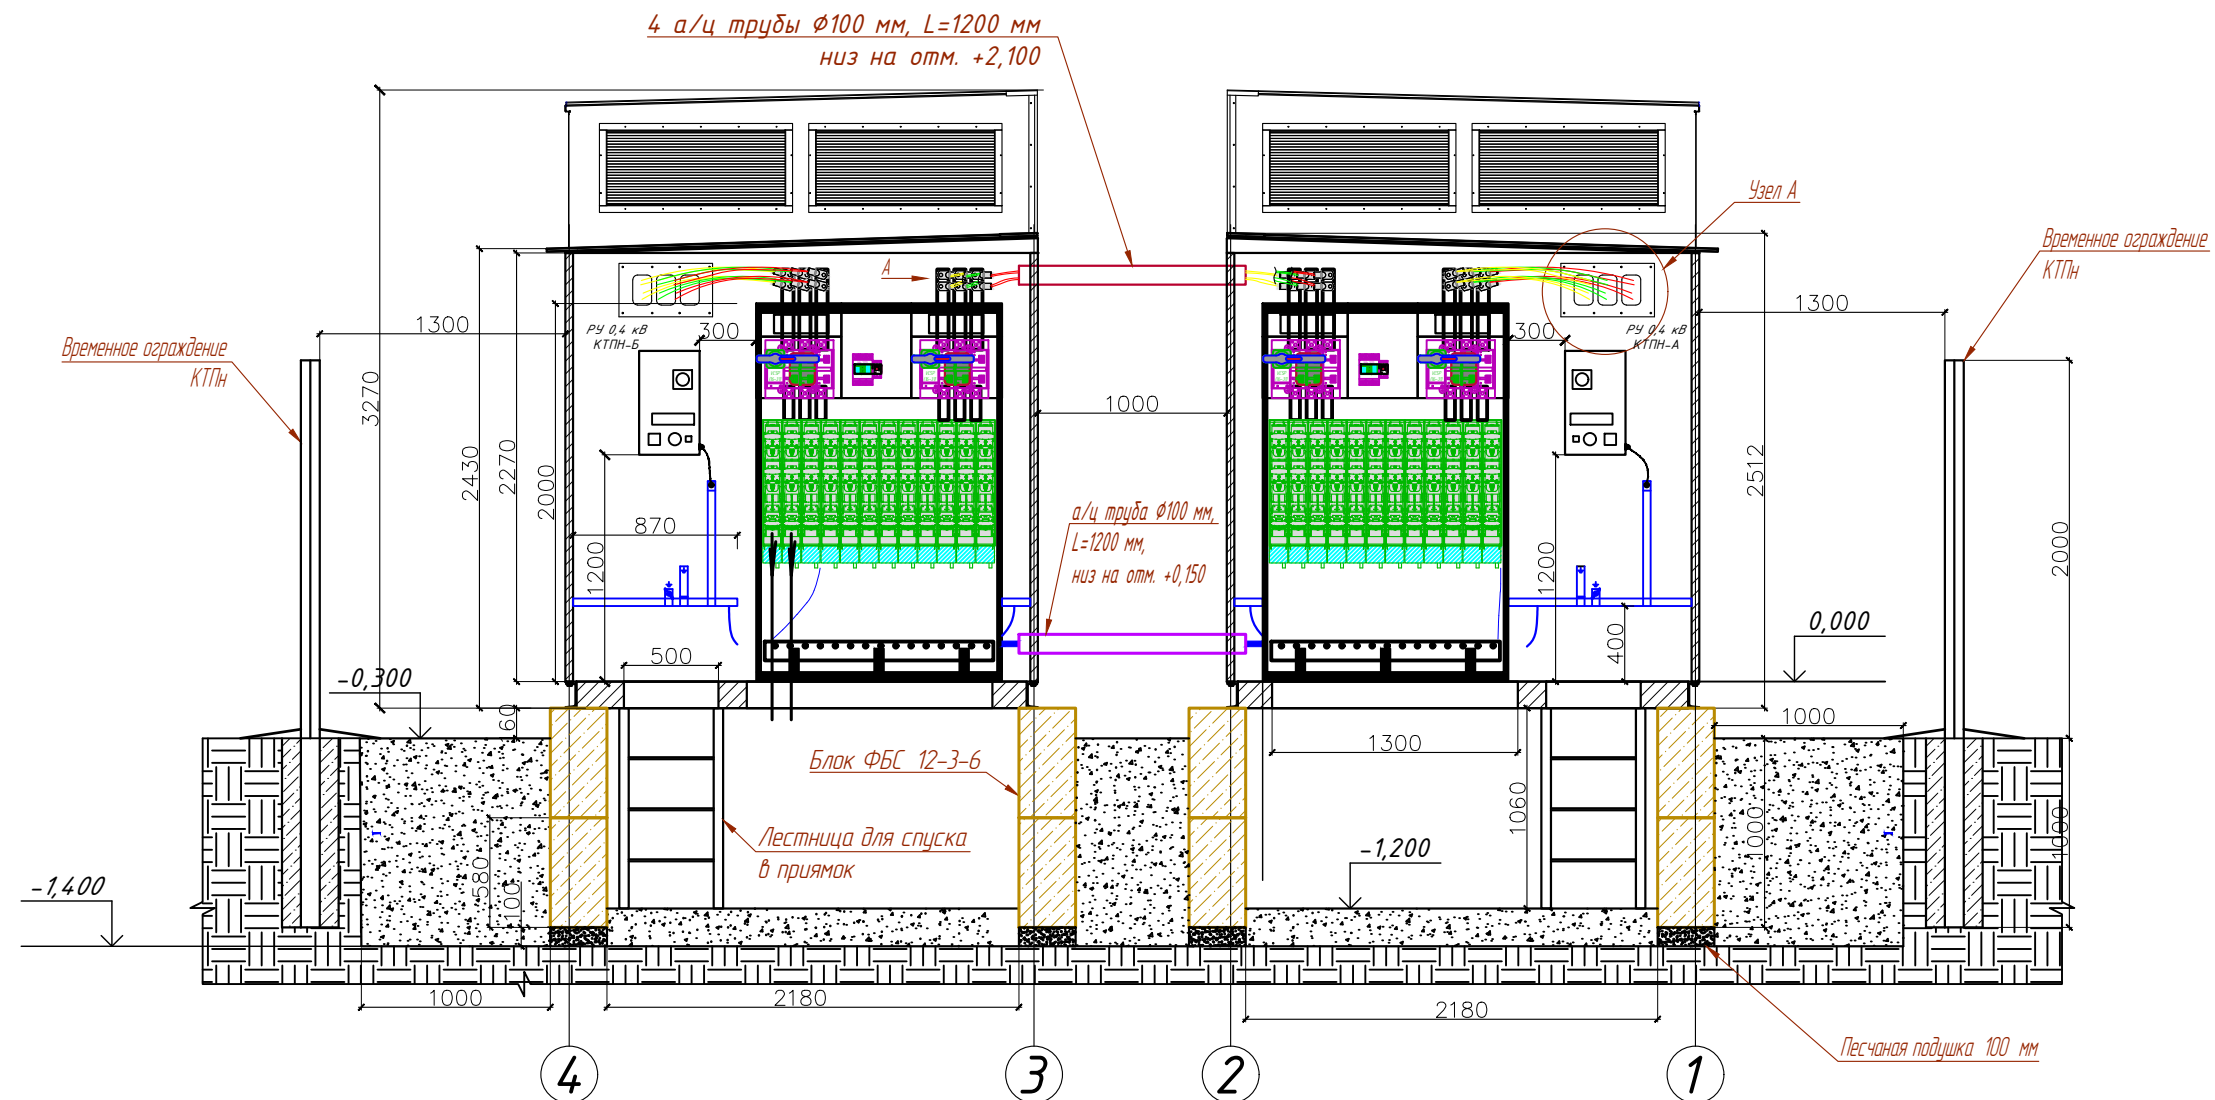 4 а/ц трубы Ф100 мм, L=1200 мм
низ на отм. +2,100
Узел А
Временное ограждение
КТПн
А
1300
РУ 0,4 кВ
КТПН-Б
300
300
РУ 0,4 кВ
КТПН-А
1300
Временное ограждение
КТПн
3270
2430
2270
2000
1000
2512
2000
870
1200
а/ц труба Ф100 мм,
L=1200 мм,
низ на отм. +0,150
1200
400
0,000
500
-0,300
160
1300
1000
Блок ФБС 12-3-6
1060
Лестница для спуска
в приямок
-1,200
1000
1000
580
100
-1,400
1000
2180
2180
Песчаная подушка 100 мм
4
3
2
1